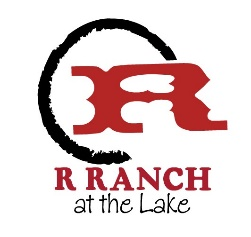 R
R RANCH
at the Lake